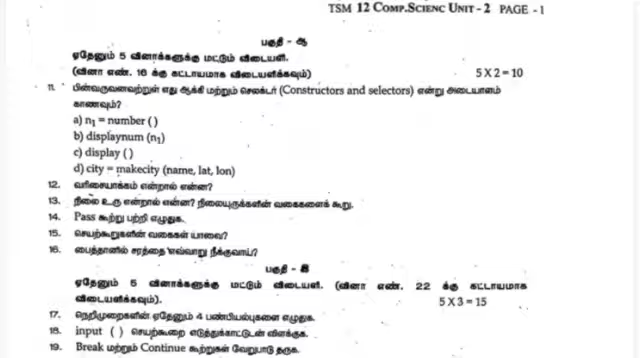 TSM 12 COMP.SCIENC UNIT - 2 PAGE - 1
பகுதி - ஆ
ஏதேனும் 5 வினாக்களுக்கு மட்டும் விடையளி.
(வினா எண். 16 க்கு கட்டாயமாக விடையளிக்கவும்) 5 X 2 = 10
11. பின்வருவனவற்றுள் எது ஆக்கி மற்றும் செலக்டர் (Constructors and selectors) என்று அடையாளம்
காணவும்?
a) n₁ = number ( )
b) displaynum (n₁)
c) display ( )
d) city = makecity (name, lat, lon)
12. வரிசையாக்கம் என்றால் என்ன?
13. நிலை உரு என்றால் என்ன? நிலையுருக்களின் வகைகளைக் கூறு.
14. Pass கூற்று பற்றி எழுதுக.
15. செயற்கூறுகளின் வகைகள் யாவை?
16. பைத்தானில் சரத்தை எவ்வாறு நீக்குவாய்?
பகுதி - இ
ஏதேனும் 5 வினாக்களுக்கு மட்டும் விடையளி. (வினா எண். 22 க்கு கட்டாயமாக
விடையளிக்கவும்). 5 X 3 = 15
17. நெறிமுறைகளின் ஏதேனும் 4 பண்பியல்புகளை எழுதுக.
18. input ( ) செயற்கூறை எடுத்துக்காட்டுடன் விளக்குக.
19. Break மற்றும் Continue கூற்றுகள் வேறுபாடு தருக.